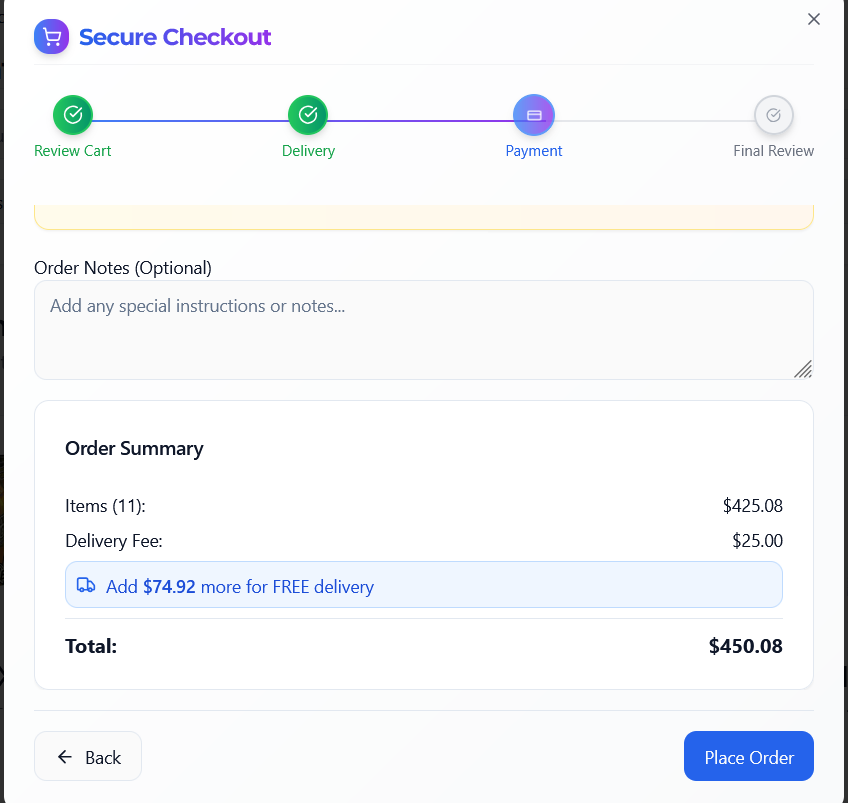 Secure Checkout
Review Cart
Delivery
Payment
Final Review
Order Notes (Optional)
Add any special instructions or notes...
Order Summary
Items (11): $425.08
Delivery Fee: $25.00
Add $74.92 more for FREE delivery
Total: $450.08
Back
Place Order